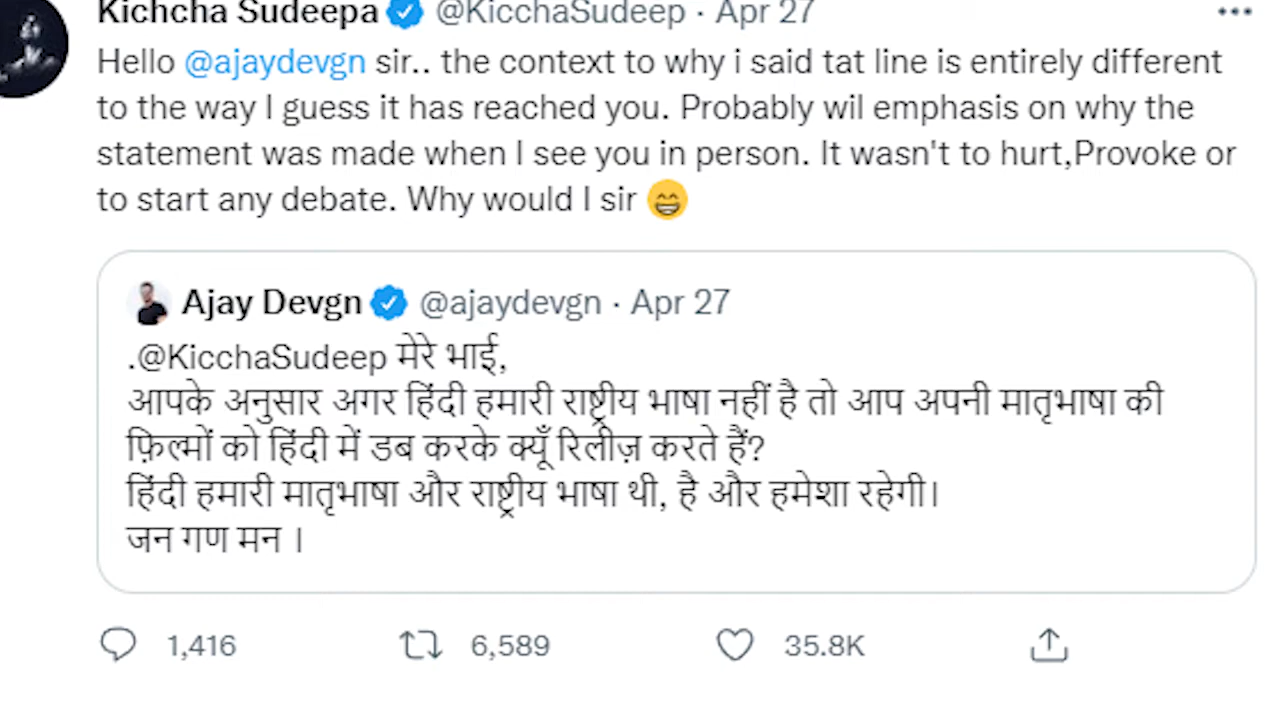 Kichcha Sudeepa @KicchaSudeep · Apr 27
Hello @ajaydevgn sir.. the context to why i said tat line is entirely different
to the way I guess it has reached you. Probably wil emphasis on why the
statement was made when I see you in person. It wasn't to hurt,Provoke or
to start any debate. Why would I sir 😁
Ajay Devgn @ajaydevgn · Apr 27
.@KicchaSudeep मेरे भाई,
आपके अनुसार अगर हिंदी हमारी राष्ट्रीय भाषा नहीं है तो आप अपनी मातृभाषा की
फ़िल्मों को हिंदी में डब करके क्यूँ रिलीज़ करते हैं?
हिंदी हमारी मातृभाषा और राष्ट्रीय भाषा थी, है और हमेशा रहेगी।
जन गण मन ।
1,416 6,589 35.8K